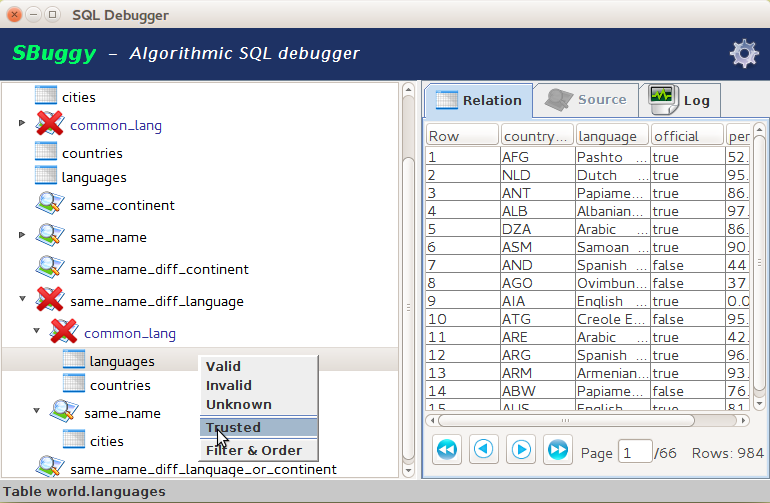 SQL Debugger
SBuggy – Algorithmic SQL debugger
cities
common_lang
countries
languages
same_continent
same_name
same_name_diff_continent
same_name_diff_language
common_lang
languages
countries
same_name
cities
same_name_diff_language_or_continent
Valid
Invalid
Unknown
Trusted
Filter & Order
Relation Source Log
Row country... language official per
1 AFG Pashto ... true 52.
2 NLD Dutch ... true 95.
3 ANT Papiame... true 86.
4 ALB Albanian... true 97.
5 DZA Arabic ... true 86.
6 ASM Samoan ... true 90.
7 AND Spanish ... false 44
8 AGO Ovimbun... false 37
9 AIA English ... true 0.0
10 ATG Creole E... false 95.
11 ARE Arabic ... true 42.
12 ARG Spanish ... true 96.
13 ARM Armenian... true 93.
14 ABW Papiame... false 76.
15 AUS English ... true 81
Page 1 /66 Rows: 984
Table world.languages